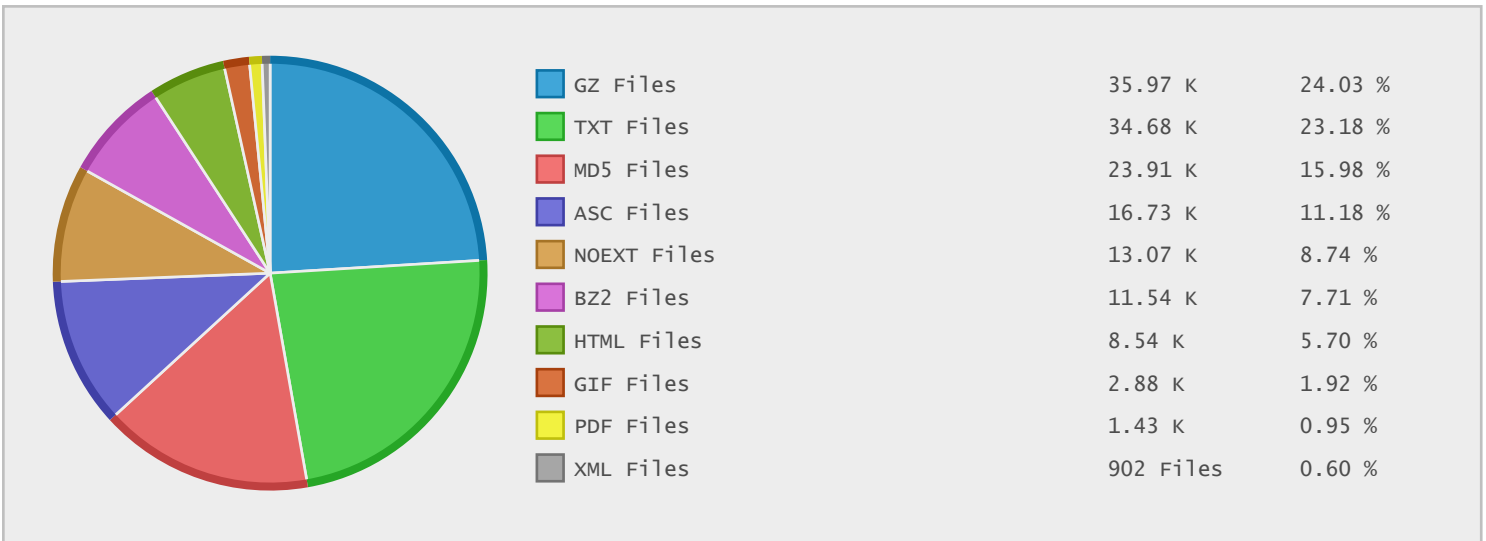 GZ Files 35.97 K 24.03 %
TXT Files 34.68 K 23.18 %
MD5 Files 23.91 K 15.98 %
ASC Files 16.73 K 11.18 %
NOEXT Files 13.07 K 8.74 %
BZ2 Files 11.54 K 7.71 %
HTML Files 8.54 K 5.70 %
GIF Files 2.88 K 1.92 %
PDF Files 1.43 K 0.95 %
XML Files 902 Files 0.60 %